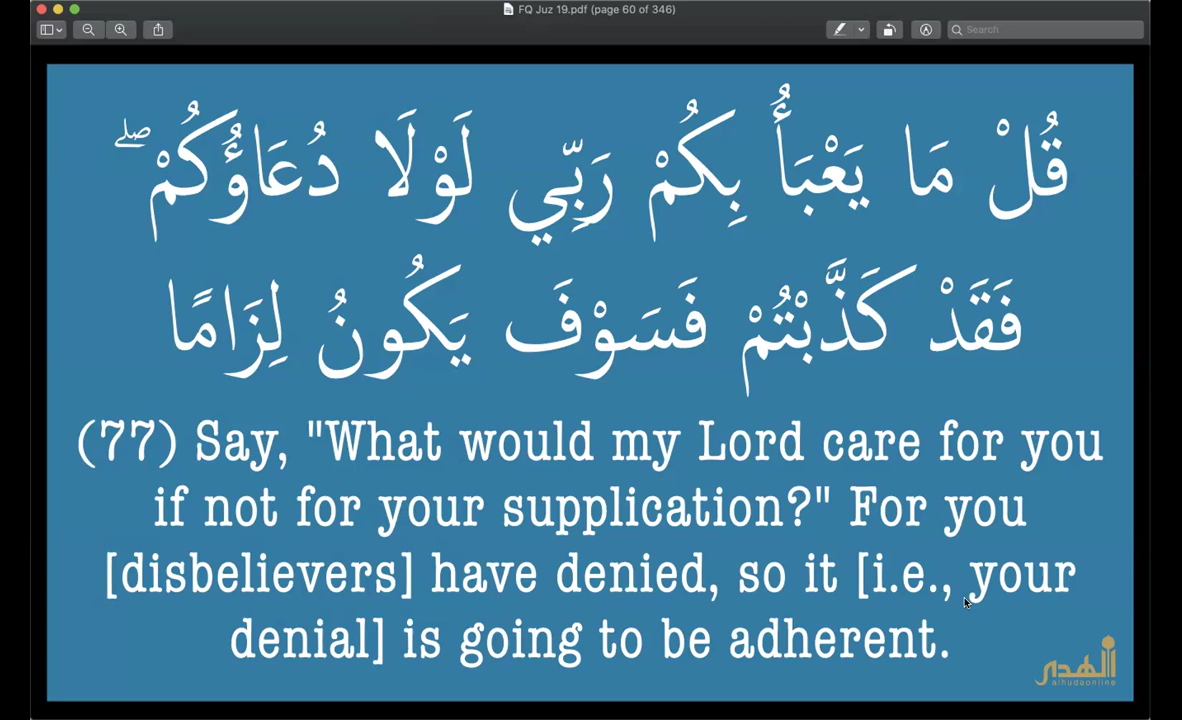 FQ Juz 19.pdf (page 60 of 346)
Search
قُلْ مَا يَعْبَأُ بِكُمْ رَبِّي لَوْلَا دُعَاؤُكُمْ ۖ
فَقَدْ كَذَّبْتُمْ فَسَوْفَ يَكُونُ لِزَامًا
(77) Say, "What would my Lord care for you
if not for your supplication?" For you
[disbelievers] have denied, so it [i.e., your
denial] is going to be adherent.
الهدى
alhudaonline